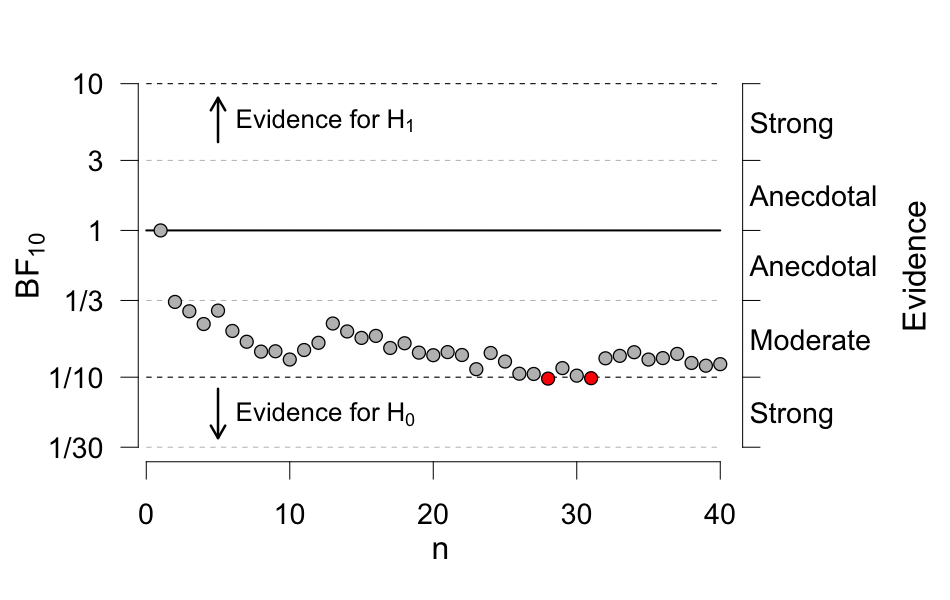 10
3
1
1/3
1/10
1/30
BF₁₀
Evidence for H₁
Evidence for H₀
Strong
Anecdotal
Anecdotal
Moderate
Strong
Evidence
0 10 20 30 40
n